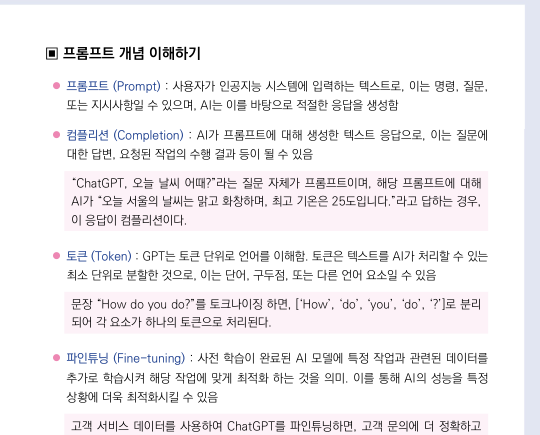 ▣ 프롬프트 개념 이해하기
● 프롬프트 (Prompt) : 사용자가 인공지능 시스템에 입력하는 텍스트로, 이는 명령, 질문,
또는 지시사항일 수 있으며, AI는 이를 바탕으로 적절한 응답을 생성함
● 컴플리션 (Completion) : AI가 프롬프트에 대해 생성한 텍스트 응답으로, 이는 질문에
대한 답변, 요청된 작업의 수행 결과 등이 될 수 있음
“ChatGPT, 오늘 날씨 어때?”라는 질문 자체가 프롬프트이며, 해당 프롬프트에 대해
AI가 “오늘 서울의 날씨는 맑고 화창하며, 최고 기온은 25도입니다.”라고 답하는 경우,
이 응답이 컴플리션이다.
● 토큰 (Token) : GPT는 토큰 단위로 언어를 이해함. 토큰은 텍스트를 AI가 처리할 수 있는
최소 단위로 분할한 것으로, 이는 단어, 구두점, 또는 다른 언어 요소일 수 있음
문장 “How do you do?”를 토크나이징 하면, [‘How’, ‘do’, ‘you’, ‘do’, ‘?’]로 분리
되어 각 요소가 하나의 토큰으로 처리된다.
● 파인튜닝 (Fine-tuning) : 사전 학습이 완료된 AI 모델에 특정 작업과 관련된 데이터를
추가로 학습시켜 해당 작업에 맞게 최적화 하는 것을 의미. 이를 통해 AI의 성능을 특정
상황에 더욱 최적화시킬 수 있음
고객 서비스 데이터를 사용하여 ChatGPT를 파인튜닝하면, 고객 문의에 더 정확하고